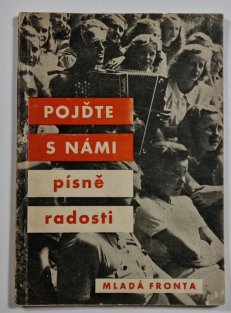 POJĎTE
S NÁMI
písně
radosti
MLADÁ FRONTA